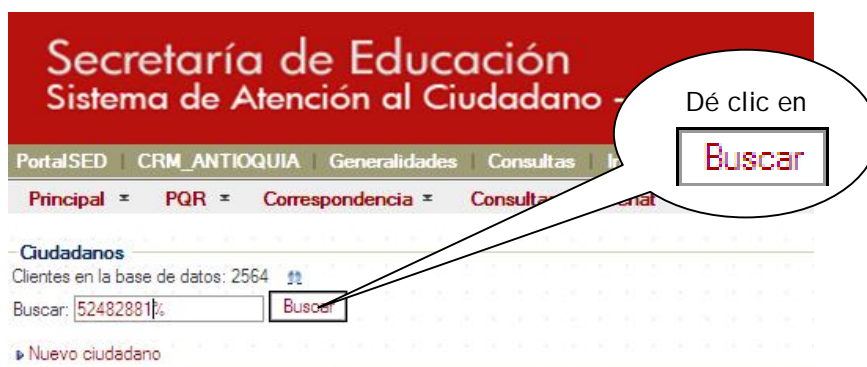 Secretaría de Educación
Sistema de Atención al Ciudadano -
Dé clic en
Buscar
PortalSED | CRM_ANTIOQUIA | Generalidades | Consultas |
Principal PQR Correspondencia
Ciudadanos
Clientes en la base de datos: 2564
Buscar: 52482881% Buscar
Nuevo ciudadano